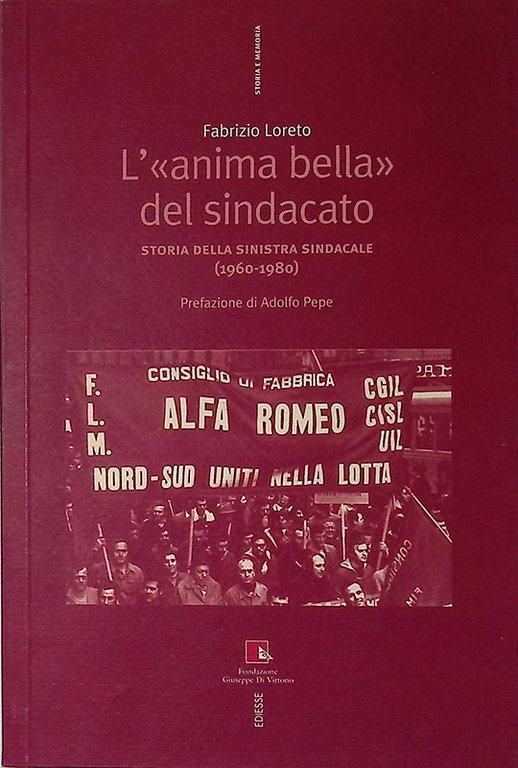 STORIA E MEMORIA
Fabrizio Loreto
L'«anima bella»
del sindacato
STORIA DELLA SINISTRA SINDACALE
(1960-1980)
Prefazione di Adolfo Pepe
CONSIGLIO DI FABBRICA
F.
L.
M.
ALFA ROMEO
CGIL
CISL
UIL
NORD-SUD UNITI NELLA LOTTA
FIM
Fondazione
Giuseppe Di Vittorio
EDIESSE